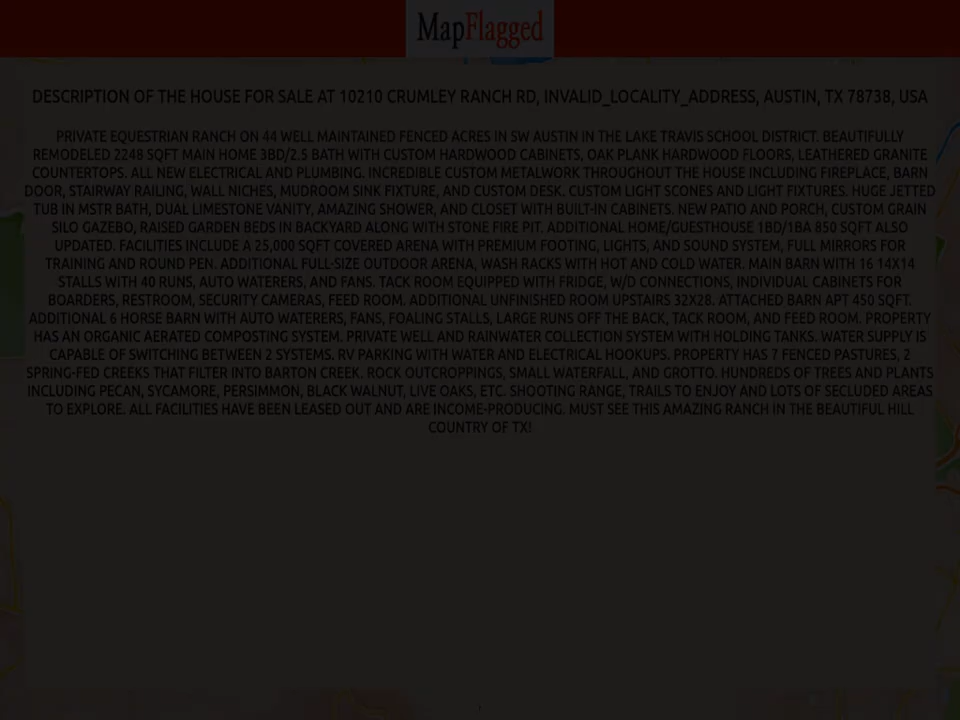 MapFlagged
DESCRIPTION OF THE HOUSE FOR SALE AT 10210 CRUMLEY RANCH RD, INVALID_LOCALITY_ADDRESS, AUSTIN, TX 78738, USA
PRIVATE EQUESTRIAN RANCH ON 44 WELL MAINTAINED FENCED ACRES IN SW AUSTIN IN THE LAKE TRAVIS SCHOOL DISTRICT. BEAUTIFULLY
REMODELED 2248 SQFT MAIN HOME 3BD/2.5 BATH WITH CUSTOM HARDWOOD CABINETS, OAK PLANK HARDWOOD FLOORS, LEATHERED GRANITE
COUNTERTOPS. ALL NEW ELECTRICAL AND PLUMBING. INCREDIBLE CUSTOM METALWORK THROUGHOUT THE HOUSE INCLUDING FIREPLACE, BARN
DOOR, STAIRWAY RAILING, WALL NICHES, MUDROOM SINK FIXTURE, AND CUSTOM DESK. CUSTOM LIGHT SCONES AND LIGHT FIXTURES. HUGE JETTED
TUB IN MSTR BATH, DUAL LIMESTONE VANITY, AMAZING SHOWER, AND CLOSET WITH BUILT-IN CABINETS. NEW PATIO AND PORCH, CUSTOM GRAIN
SILO GAZEBO, RAISED GARDEN BEDS IN BACKYARD ALONG WITH STONE FIRE PIT. ADDITIONAL HOME/GUESTHOUSE 1BD/1BA 850 SQFT ALSO
UPDATED. FACILITIES INCLUDE A 25,000 SQFT COVERED ARENA WITH PREMIUM FOOTING, LIGHTS, AND SOUND SYSTEM, FULL MIRRORS FOR
TRAINING AND ROUND PEN. ADDITIONAL FULL-SIZE OUTDOOR ARENA, WASH RACKS WITH HOT AND COLD WATER. MAIN BARN WITH 16 14X14
STALLS WITH 40 RUNS, AUTO WATERERS, AND FANS. TACK ROOM EQUIPPED WITH FRIDGE, W/D CONNECTIONS, INDIVIDUAL CABINETS FOR
BOARDERS, RESTROOM, SECURITY CAMERAS, FEED ROOM. ADDITIONAL UNFINISHED ROOM UPSTAIRS 32X28. ATTACHED BARN APT 450 SQFT.
ADDITIONAL 6 HORSE BARN WITH AUTO WATERERS, FANS, FOALING STALLS, LARGE RUNS OFF THE BACK, TACK ROOM, AND FEED ROOM. PROPERTY
HAS AN ORGANIC AERATED COMPOSTING SYSTEM. PRIVATE WELL AND RAINWATER COLLECTION SYSTEM WITH HOLDING TANKS. WATER SUPPLY IS
CAPABLE OF SWITCHING BETWEEN 2 SYSTEMS. RV PARKING WITH WATER AND ELECTRICAL HOOKUPS. PROPERTY HAS 7 FENCED PASTURES, 2
SPRING-FED CREEKS THAT FILTER INTO BARTON CREEK. ROCK OUTCROPPINGS, SMALL WATERFALL, AND GROTTO. HUNDREDS OF TREES AND PLANTS
INCLUDING PECAN, SYCAMORE, PERSIMMON, BLACK WALNUT, LIVE OAKS, ETC. SHOOTING RANGE, TRAILS TO ENJOY AND LOTS OF SECLUDED AREAS
TO EXPLORE. ALL FACILITIES HAVE BEEN LEASED OUT AND ARE INCOME-PRODUCING. MUST SEE THIS AMAZING RANCH IN THE BEAUTIFUL HILL
COUNTRY OF TX!